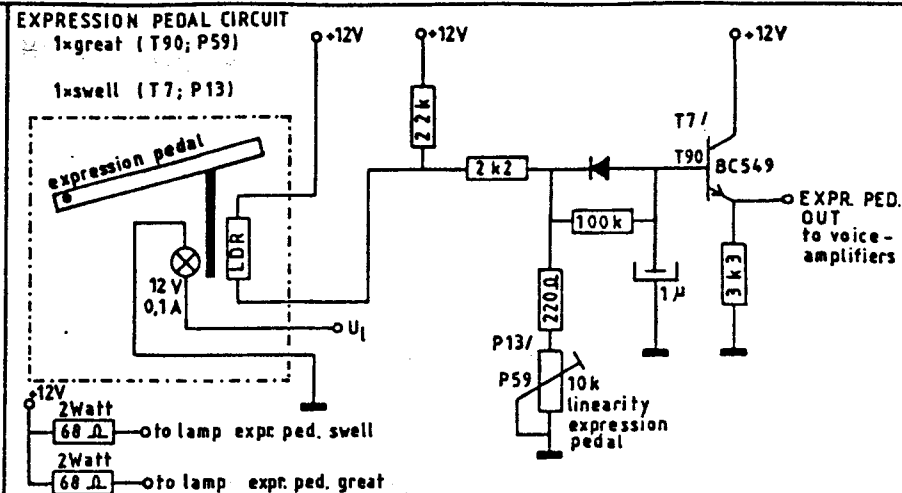 EXPRESSION PEDAL CIRCUIT
1xgreat (T90; P59)
1xswell (T7; P13)
+12V
+12V
+12V
expression pedal
LDR
12 V
0,1A
U l
22k
2k2
100k
220Ω
1µ
T7/
T90
BC549
3k3
EXPR. PED.
OUT
to voice-
amplifiers
P13/
P59
10k
linearity
expression
pedal
+12V
2Watt
68 Ω
to lamp expr. ped. swell
2Watt
68 Ω
to lamp expr. ped. great